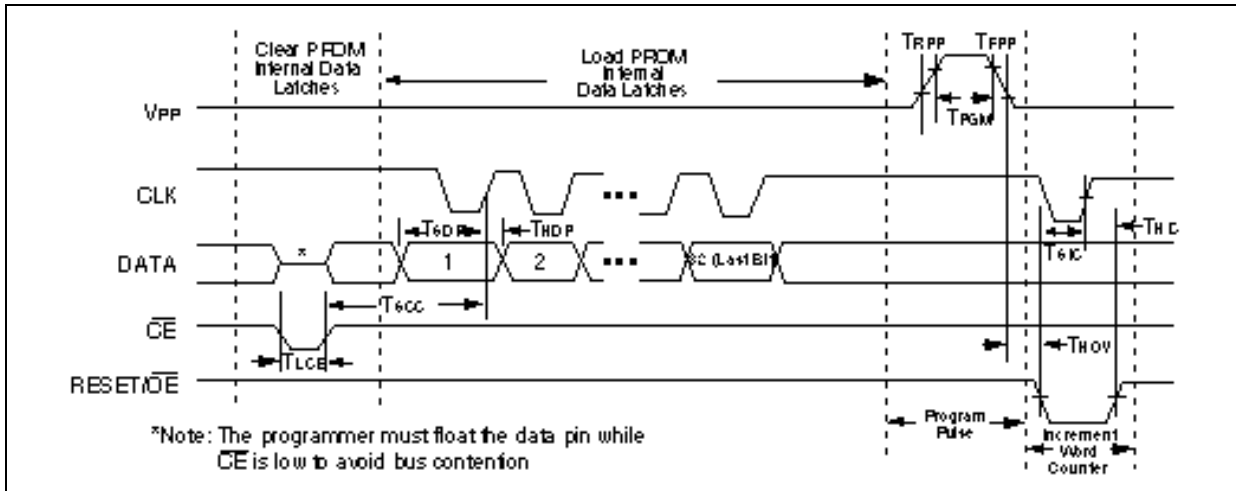 Clear PROM
Internal Data
Latches
Load PROM
Internal
Data Latches
TRPP
TFPP
VPP
TPGM
CLK
TSDP
THDP
TSIC
THC
DATA
*
1
2
32 (Last Bit)
TSCC
CE
TLCE
THOV
RESET/OE
Program
Pulse
Increment
Word
Counter
*Note: The programmer must float the data pin while
CE is low to avoid bus contention